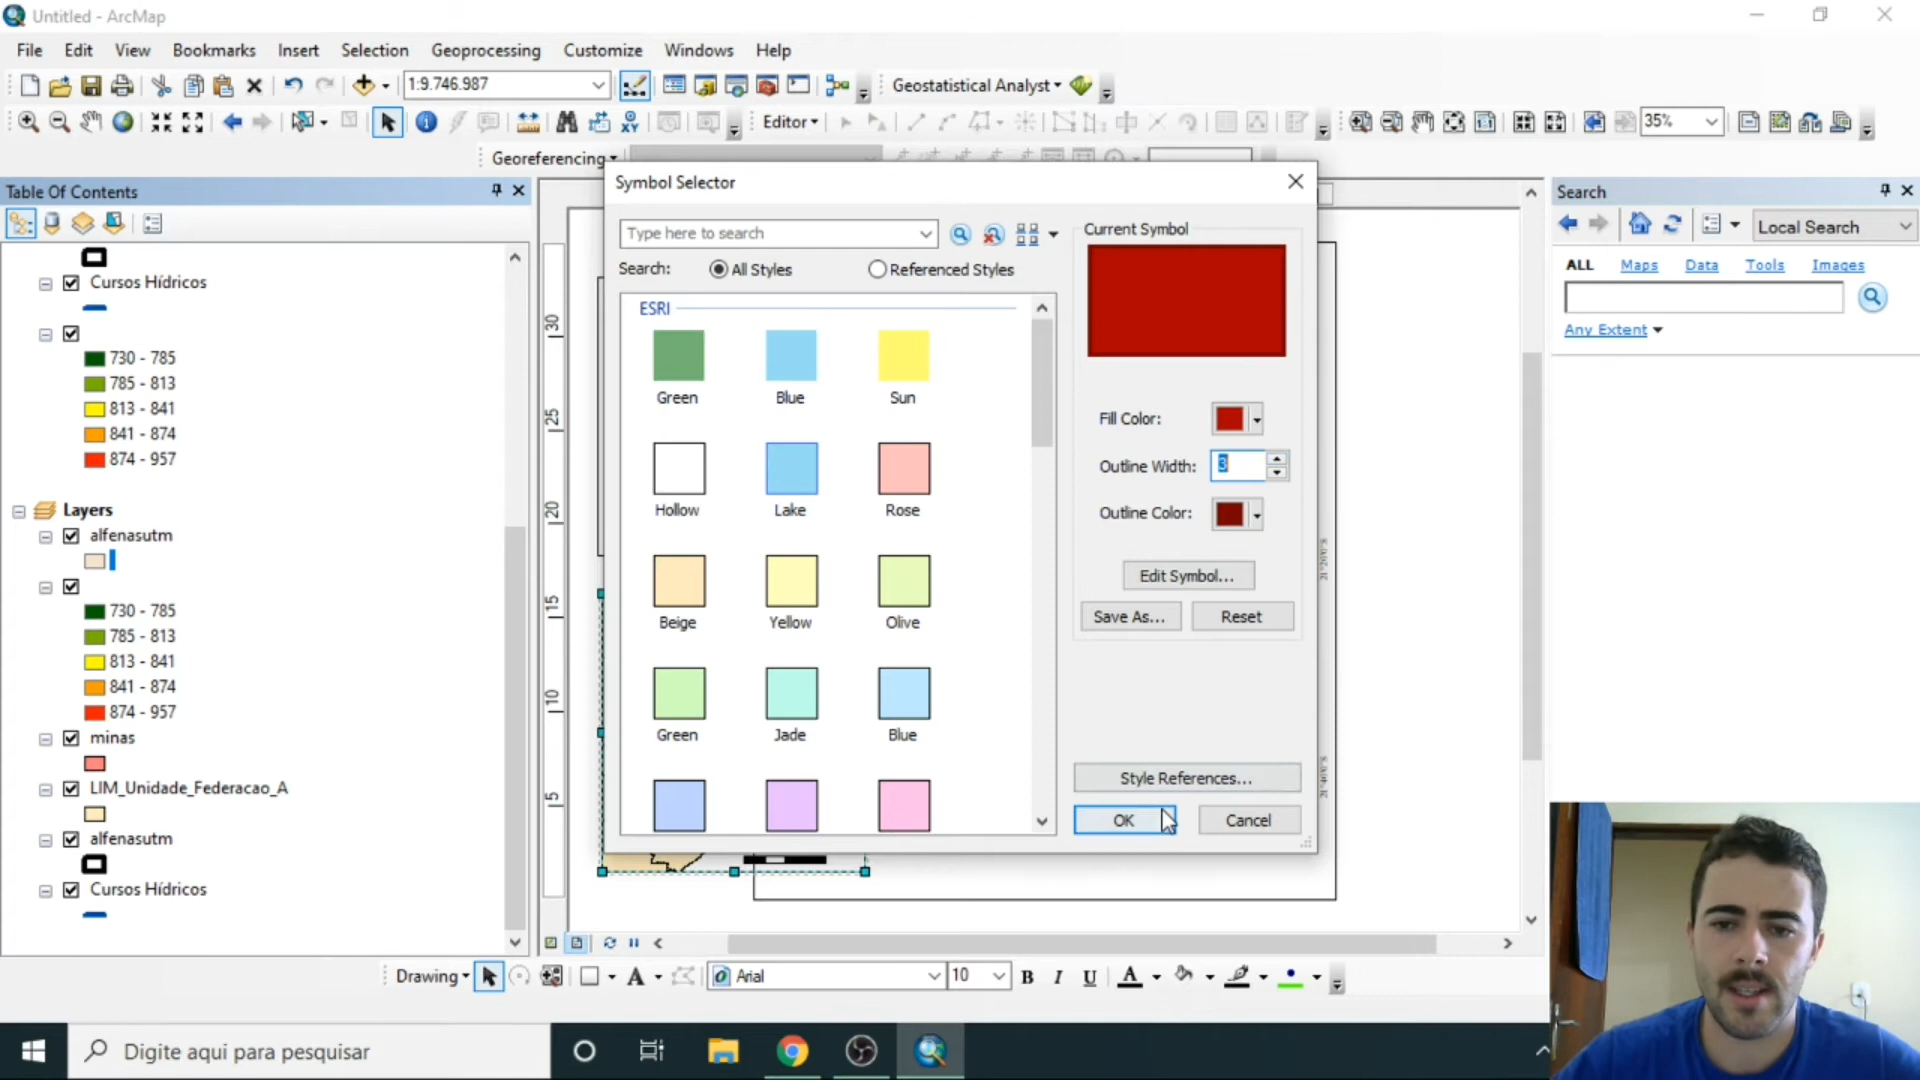 Untitled - ArcMap
File Edit View Bookmarks Insert Selection Geoprocessing Customize Windows Help
1:9.746.987
Geostatistical Analyst
Editor
35%
Georeferencing
Table Of Contents
Cursos Hídricos
730 - 785
785 - 813
813 - 841
841 - 874
874 - 957
Layers
alfenasutm
730 - 785
785 - 813
813 - 841
841 - 874
874 - 957
minas
LIM_Unidade_Federacao_A
alfenasutm
Cursos Hídricos
30
25
20
15
10
5
Symbol Selector
Type here to search
Search: All Styles Referenced Styles
ESRI
Green Blue Sun
Hollow Lake Rose
Beige Yellow Olive
Green Jade Blue
Current Symbol
Fill Color:
Outline Width: 3
Outline Color:
Edit Symbol...
Save As... Reset
Style References...
OK Cancel
Search
Local Search
ALL Maps Data Tools Images
Any Extent
Drawing
A
Arial
10
B I U A
Digite aqui para pesquisar